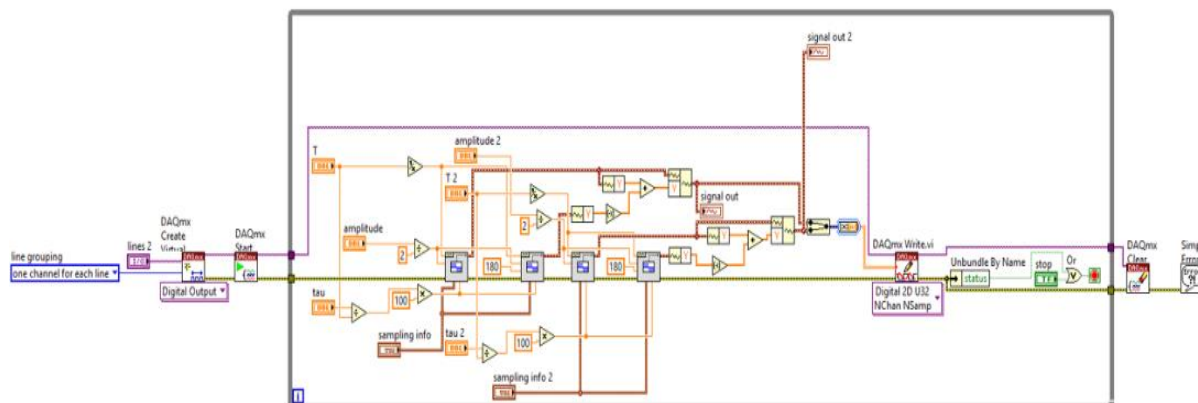 signal out 2
amplitude 2
T
T 2
signal out
2
DAQmx
Create
DAQmx
Start
lines 2
amplitude
line grouping
one channel for each line
Digital Output
2
180
180
DAQmx Write.vi
Unbundle By Name
status
stop
Or
DAQmx
Clear
Digital 2D U32
NChan NSamp
tau
100
sampling info
tau 2
100
sampling info 2
i